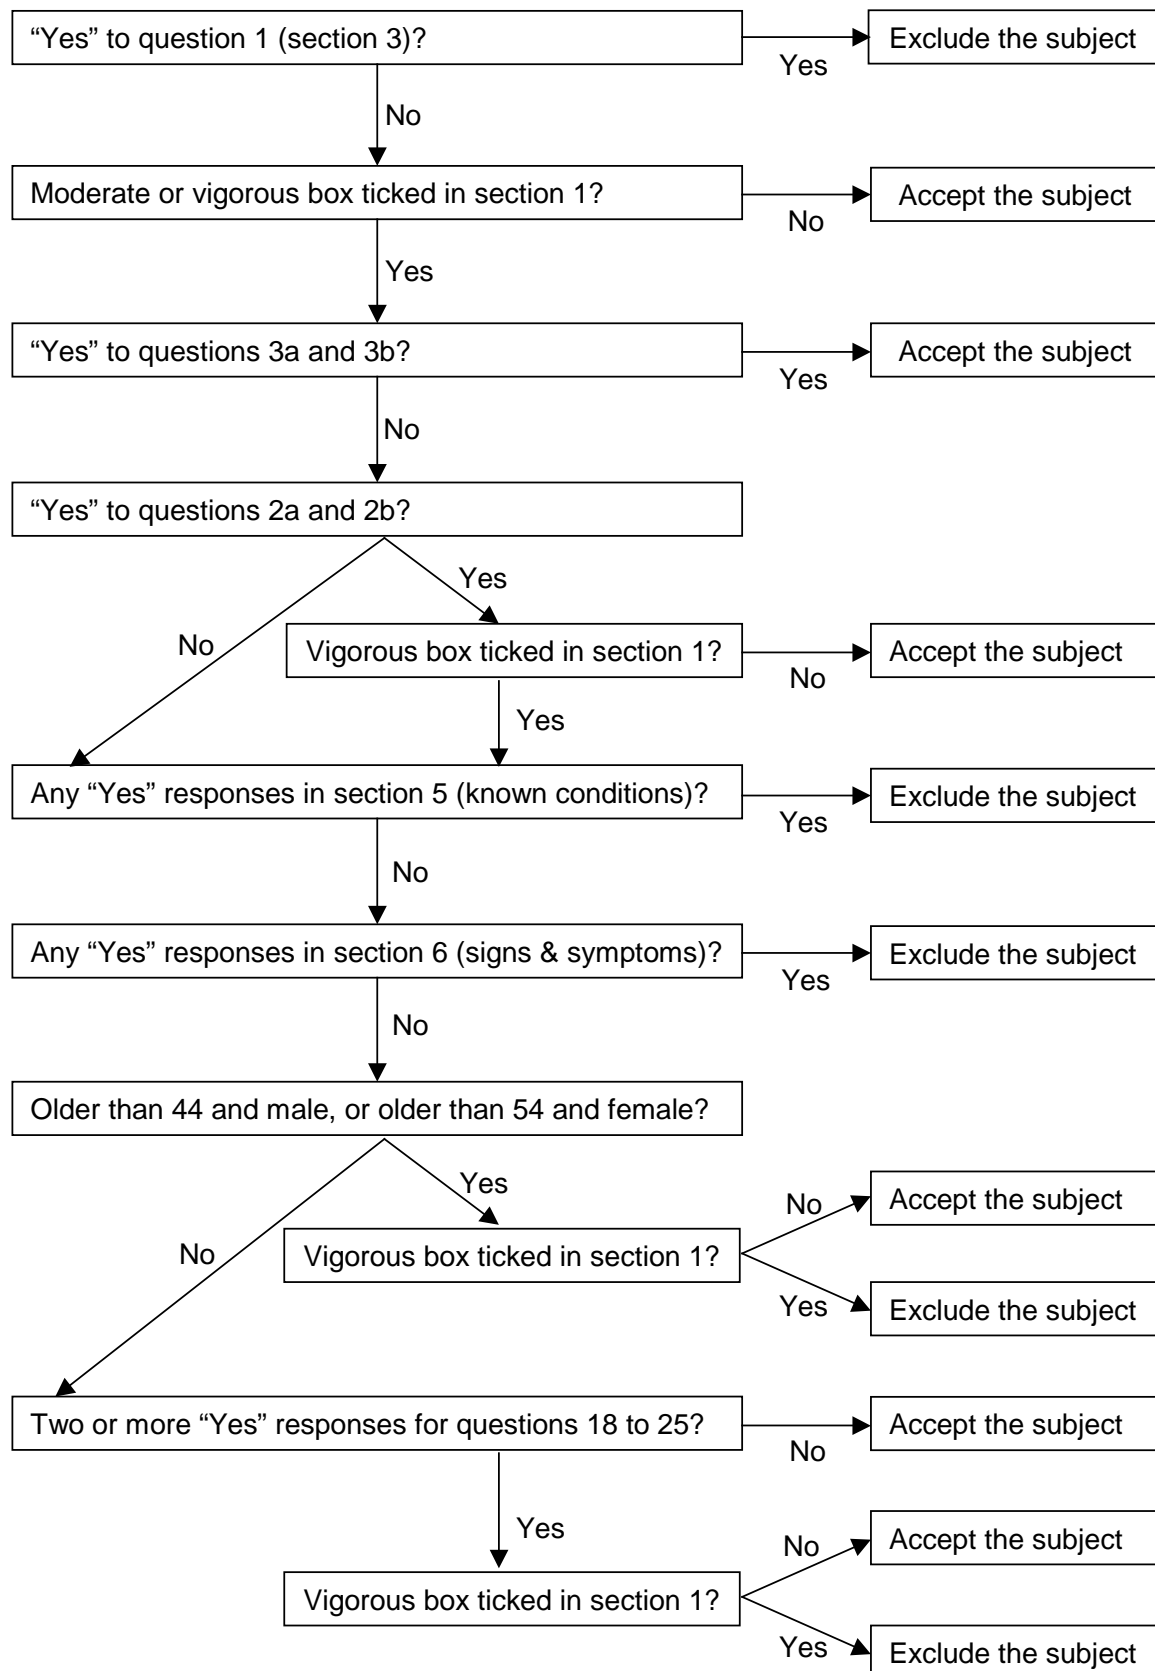 “Yes” to question 1 (section 3)?
Exclude the subject
Yes
No
Moderate or vigorous box ticked in section 1?
Accept the subject
No
Yes
“Yes” to questions 3a and 3b?
Accept the subject
Yes
No
“Yes” to questions 2a and 2b?
Yes
No
Vigorous box ticked in section 1?
Accept the subject
No
Yes
Any “Yes” responses in section 5 (known conditions)?
Exclude the subject
Yes
No
Any “Yes” responses in section 6 (signs & symptoms)?
Exclude the subject
Yes
No
Older than 44 and male, or older than 54 and female?
Yes
No
Accept the subject
No
Vigorous box ticked in section 1?
Yes
Exclude the subject
Two or more “Yes” responses for questions 18 to 25?
Accept the subject
No
Yes
No
Accept the subject
Vigorous box ticked in section 1?
Yes
Exclude the subject